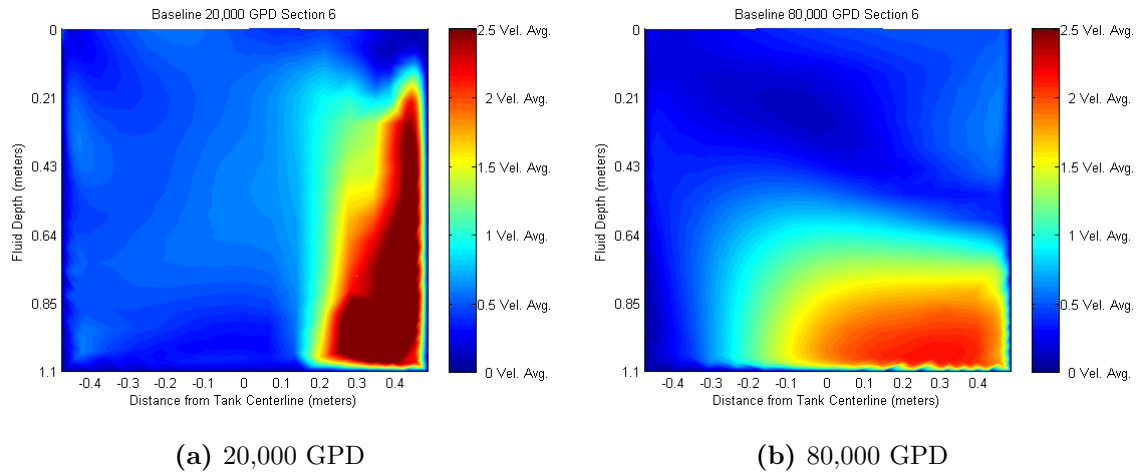 Baseline 20,000 GPD Section 6
Fluid Depth (meters)
0
0.21
0.43
0.64
0.85
1.1
-0.4 -0.3 -0.2 -0.1 0 0.1 0.2 0.3 0.4
Distance from Tank Centerline (meters)
2.5 Vel. Avg.
2 Vel. Avg.
1.5 Vel. Avg.
1 Vel. Avg.
0.5 Vel. Avg.
0 Vel. Avg.
(a) 20,000 GPD
Baseline 80,000 GPD Section 6
Fluid Depth (meters)
0
0.21
0.43
0.64
0.85
1.1
-0.4 -0.3 -0.2 -0.1 0 0.1 0.2 0.3 0.4
Distance from Tank Centerline (meters)
2.5 Vel. Avg.
2 Vel. Avg.
1.5 Vel. Avg.
1 Vel. Avg.
0.5 Vel. Avg.
0 Vel. Avg.
(b) 80,000 GPD